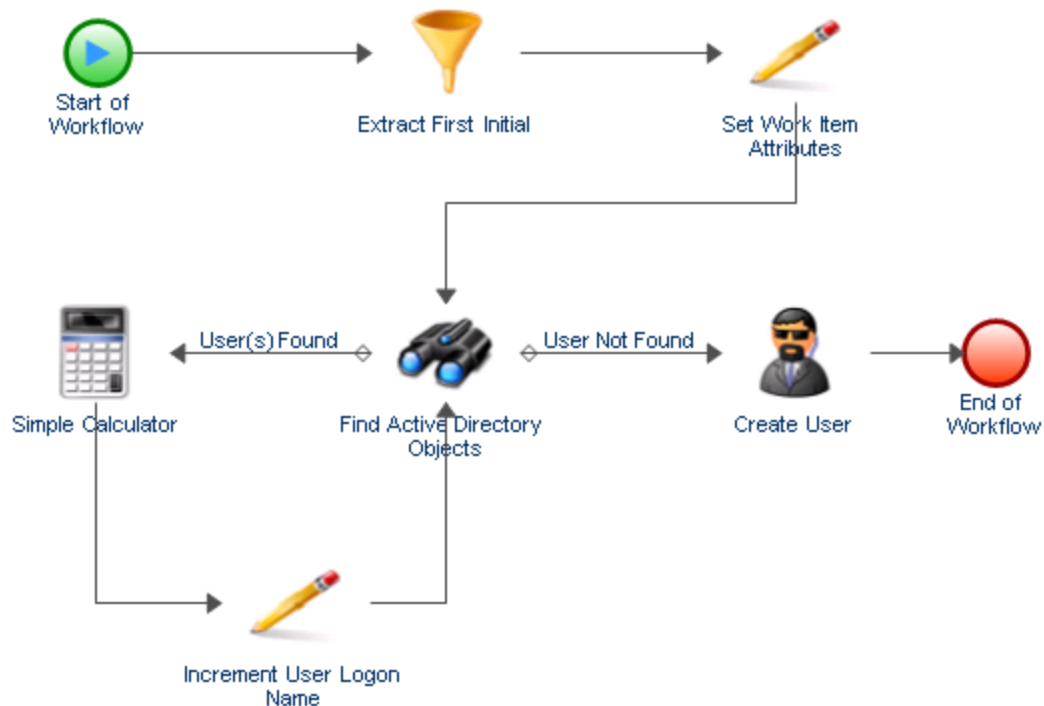 Start of
Workflow
Extract First Initial
Set Work Item
Attributes
User(s) Found
User Not Found
Simple Calculator
Find Active Directory
Objects
Create User
End of
Workflow
Increment User Logon
Name